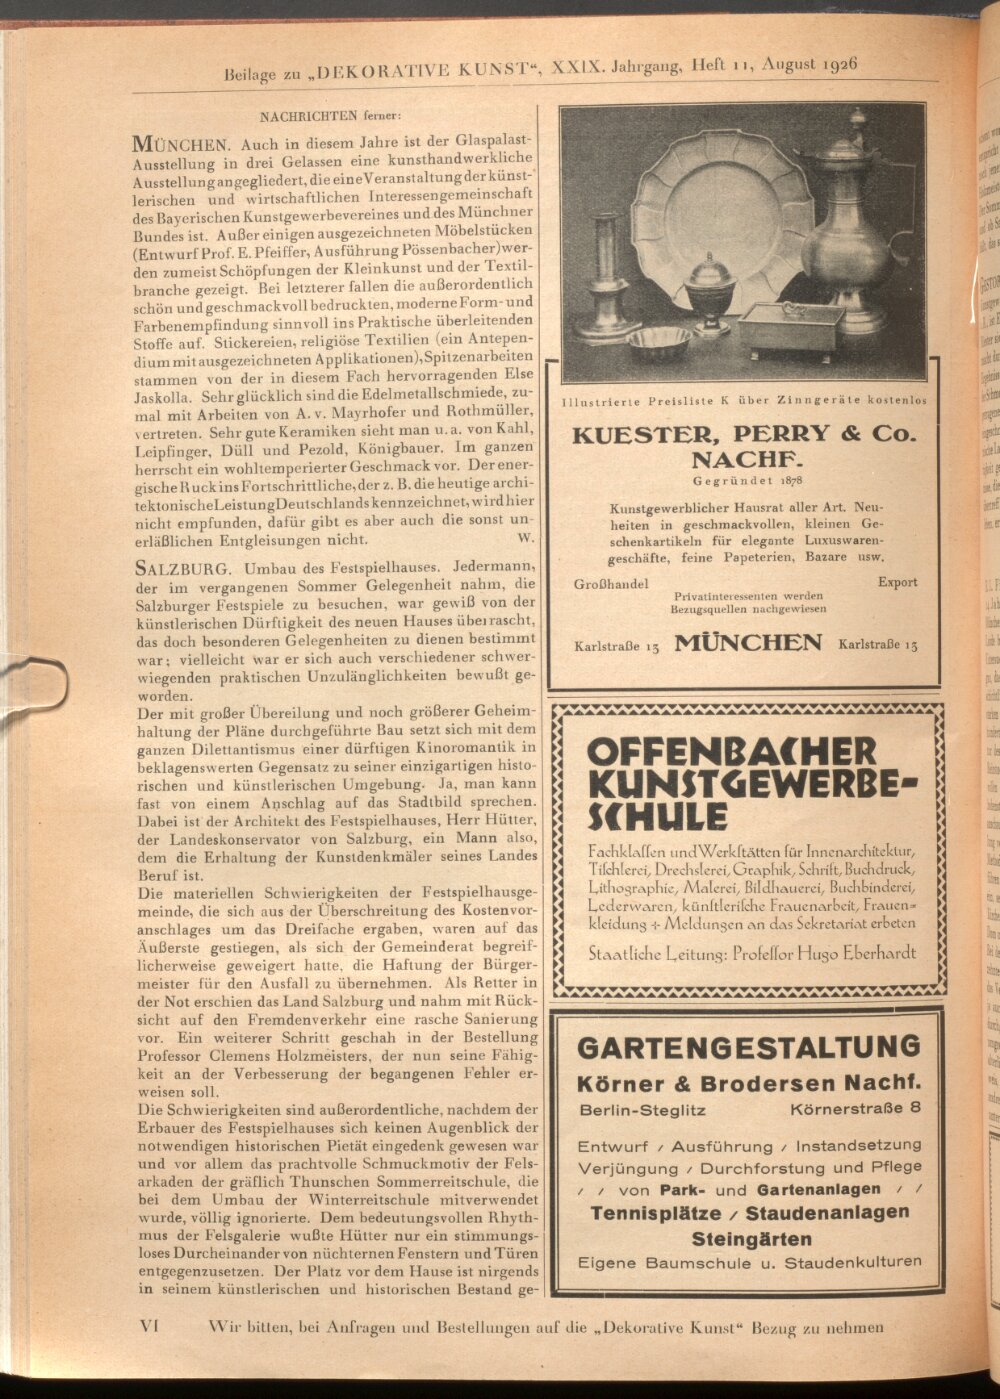 Beilage zu „DEKORATIVE KUNST“, XXIX. Jahrgang, Heft 11, August 1926
NACHRICHTEN ferner:
MÜNCHEN. Auch in diesem Jahre ist der Glaspalast-
Ausstellung in drei Gelassen eine kunsthandwerkliche
Ausstellung angegliedert, die eine Veranstaltung der künst-
lerischen und wirtschaftlichen Interessengemeinschaft
des Bayerischen Kunstgewerbevereines und des Münchner
Bundes ist. Außer einigen ausgezeichneten Möbelstücken
(Entwurf Prof. E. Pfeiffer, Ausführung Pössenbacher) wer-
den zumeist Schöpfungen der Kleinkunst und der Textil-
branche gezeigt. Bei letzterer fallen die außerordentlich
schön und geschmackvoll bedruckten, moderne Form- und
Farbenempfindung sinnvoll ins Praktische überleitenden
Stoffe auf. Stickereien, religiöse Textilien (ein Antepen-
dium mit ausgezeichneten Applikationen), Spitzenarbeiten
stammen von der in diesem Fach hervorragenden Else
Jaskolla. Sehr glücklich sind die Edelmetallschmiede, zu-
mal mit Arbeiten von A. v. Mayrhofer und Rothmüller,
vertreten. Sehr gute Keramiken sieht man u. a. von Kahl,
Leipfinger, Düll und Pezold, Königbauer. Im ganzen
herrscht ein wohltemperierter Geschmack vor. Der ener-
gische Ruck ins Fortschrittliche, der z. B. die heutige archi-
tektonische Leistung Deutschlands kennzeichnet, wird hier
nicht empfunden, dafür gibt es aber auch die sonst un-
erläßlichen Entgleisungen nicht. W.
SALZBURG. Umbau des Festspielhauses. Jedermann,
der im vergangenen Sommer Gelegenheit nahm, die
Salzburger Festspiele zu besuchen, war gewiß von der
künstlerischen Dürftigkeit des neuen Hauses überrascht,
das doch besonderen Gelegenheiten zu dienen bestimmt
war; vielleicht war er sich auch verschiedener schwer-
wiegenden praktischen Unzulänglichkeiten bewußt ge-
worden.
Der mit großer Übereilung und noch größerer Geheim-
haltung der Pläne durchgeführte Bau setzt sich mit dem
ganzen Dilettantismus einer dürftigen Kinoromantik in
beklagenswerten Gegensatz zu seiner einzigartigen histo-
rischen und künstlerischen Umgebung. Ja, man kann
fast von einem Anschlag auf das Stadtbild sprechen.
Dabei ist der Architekt des Festspielhauses, Herr Hütter,
der Landeskonservator von Salzburg, ein Mann also,
dem die Erhaltung der Kunstdenkmäler seines Landes
Beruf ist.
Die materiellen Schwierigkeiten der Festspielhausge-
meinde, die sich aus der Überschreitung des Kostenvor-
anschlages um das Dreifache ergaben, waren auf das
Äußerste gestiegen, als sich der Gemeinderat begreif-
licherweise geweigert hatte, die Haftung der Bürger-
meister für den Ausfall zu übernehmen. Als Retter in
der Not erschien das Land Salzburg und nahm mit Rück-
sicht auf den Fremdenverkehr eine rasche Sanierung
vor. Ein weiterer Schritt geschah in der Bestellung
Professor Clemens Holzmeisters, der nun seine Fähig-
keit an der Verbesserung der begangenen Fehler er-
weisen soll.
Die Schwierigkeiten sind außerordentliche, nachdem der
Erbauer des Festspielhauses sich keinen Augenblick der
notwendigen historischen Pietät eingedenk gewesen war
und vor allem das prachtvolle Schmuckmotiv der Fels-
arkaden der gräflich Thunschen Sommerreitschule, die
bei dem Umbau der Winterreitschule mitverwendet
wurde, völlig ignorierte. Dem bedeutungsvollen Rhyth-
mus der Felsgalerie wußte Hütter nur ein stimmungs-
loses Durcheinander von nüchternen Fenstern und Türen
entgegenzusetzen. Der Platz vor dem Hause ist nirgends
in seinem künstlerischen und historischen Bestand ge-
Illustrierte Preisliste K über Zinngeräte kostenlos
KUESTER, PERRY & Co.
NACHF.
Gegründet 1878
Kunstgewerblicher Hausrat aller Art. Neu-
heiten in geschmackvollen, kleinen Ge-
schenkartikeln für elegante Luxuswaren-
geschäfte, feine Papeterien, Bazare usw.
Großhandel Export
Privatinteressenten werden
Bezugsquellen nachgewiesen
Karlstraße 13 MÜNCHEN Karlstraße 13
OFFENBACHER
KUNSTGEWERBE-
SCHULE
Fachklassen und Werkstätten für Innenarchitektur,
Tischlerei, Drechslerei, Graphik, Schrift, Buchdruck,
Lithographie, Malerei, Bildhauerei, Buchbinderei,
Lederwaren, künstlerische Frauenarbeit, Frauen=
kleidung + Meldungen an das Sekretariat erbeten
Staatliche Leitung: Professor Hugo Eberhardt
GARTENGESTALTUNG
Körner & Brodersen Nachf.
Berlin-Steglitz Körnerstraße 8
Entwurf / Ausführung / Instandsetzung
Verjüngung / Durchforstung und Pflege
/ / von Park- und Gartenanlagen / /
Tennisplätze / Staudenanlagen
Steingärten
Eigene Baumschule u. Staudenkulturen
VI Wir bitten, bei Anfragen und Bestellungen auf die „Dekorative Kunst“ Bezug zu nehmen